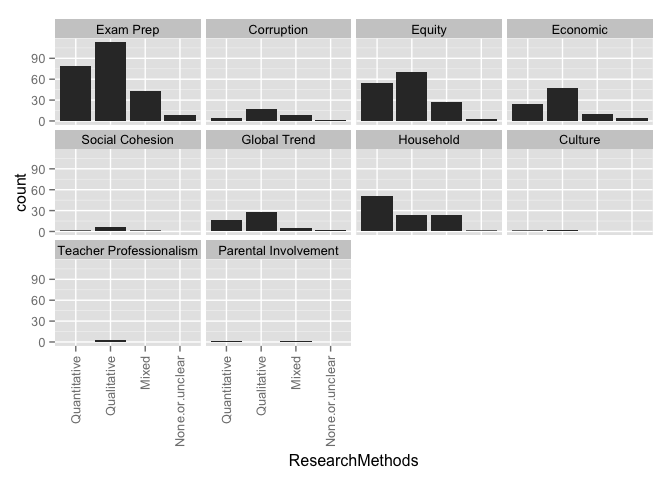 Exam Prep Corruption Equity Economic
90
60
30
0
Social Cohesion Global Trend Household Culture
90
60
30
0
Teacher Professionalism Parental Involvement
90
60
30
0
count
Quantitative Qualitative Mixed None.or.unclear Quantitative Qualitative Mixed None.or.unclear
ResearchMethods